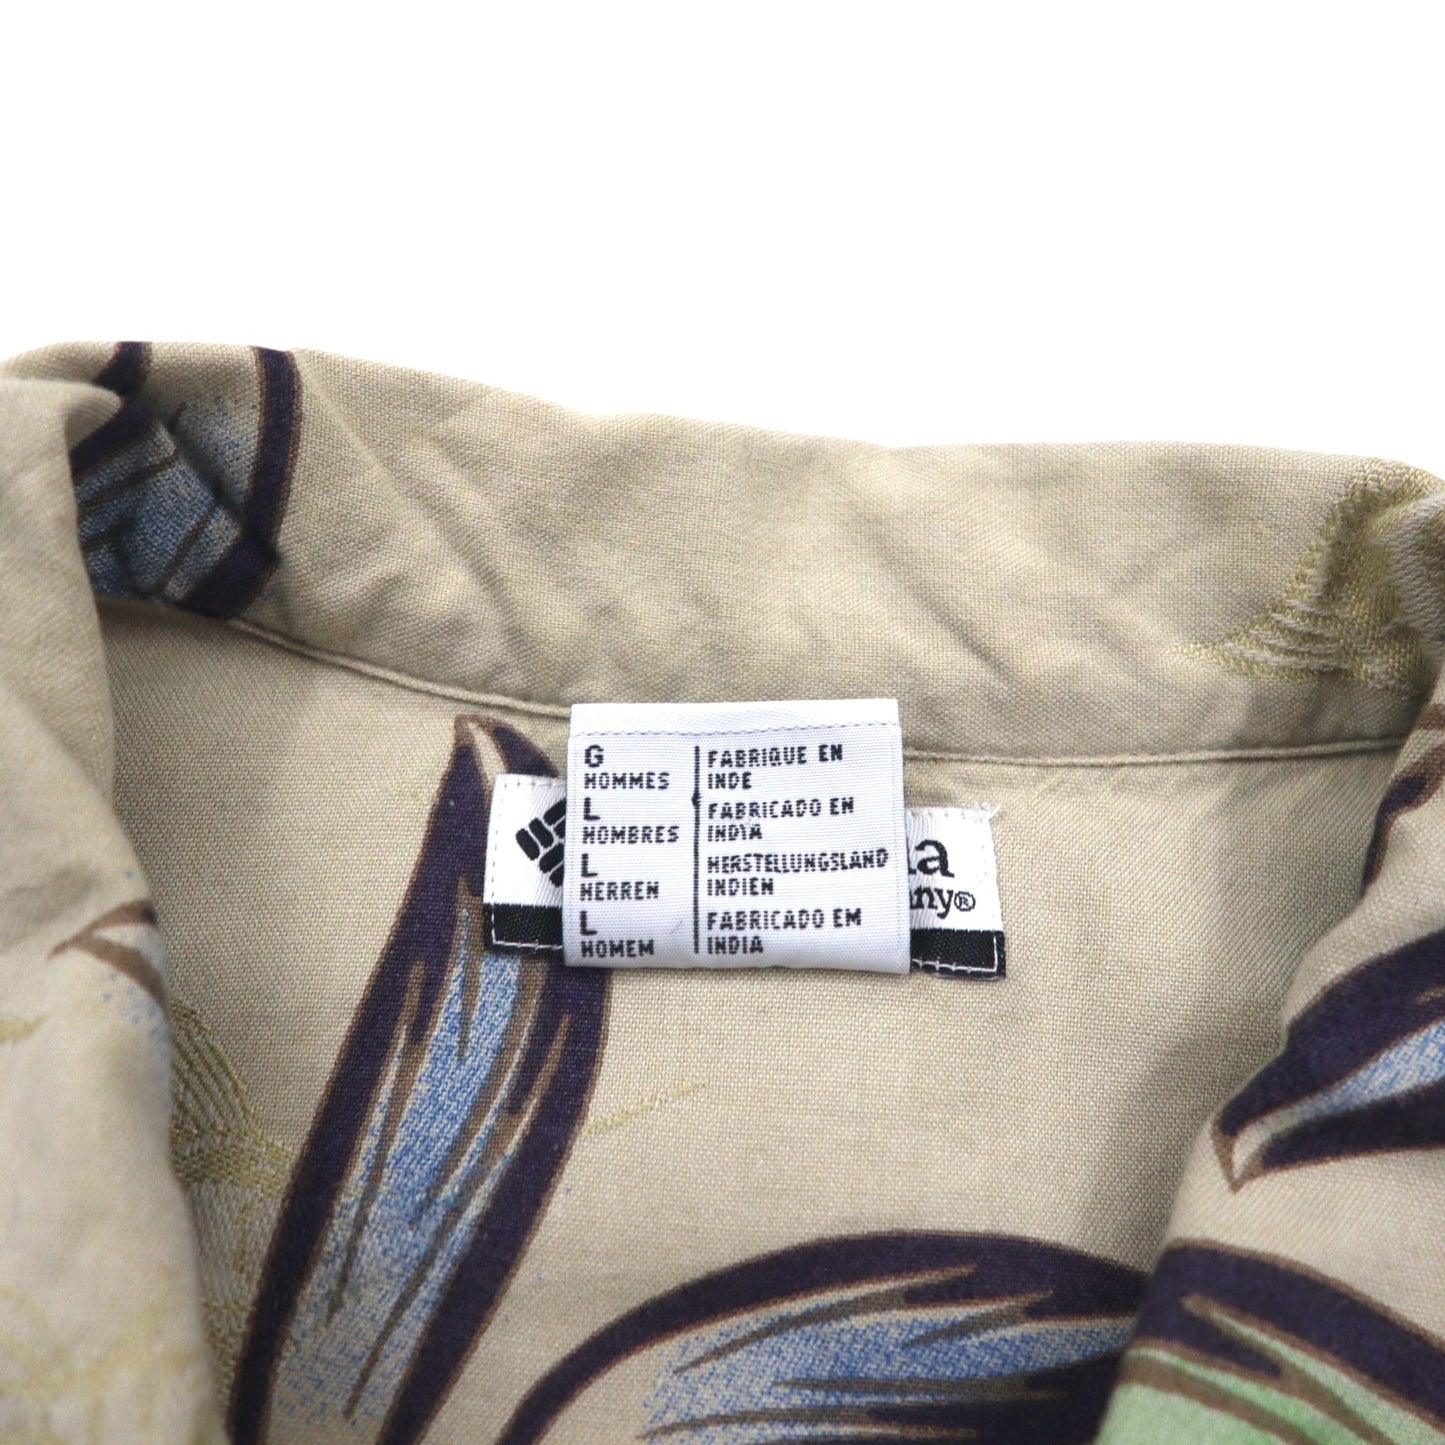 G
HOMMES
L
HOMBRES
L
HERREN
L
HOMEM
FABRIQUE EN
INDE
FABRICADO EN
INDIA
HERSTELLUNGSLAND
INDIEN
FABRICADO EM
INDIA